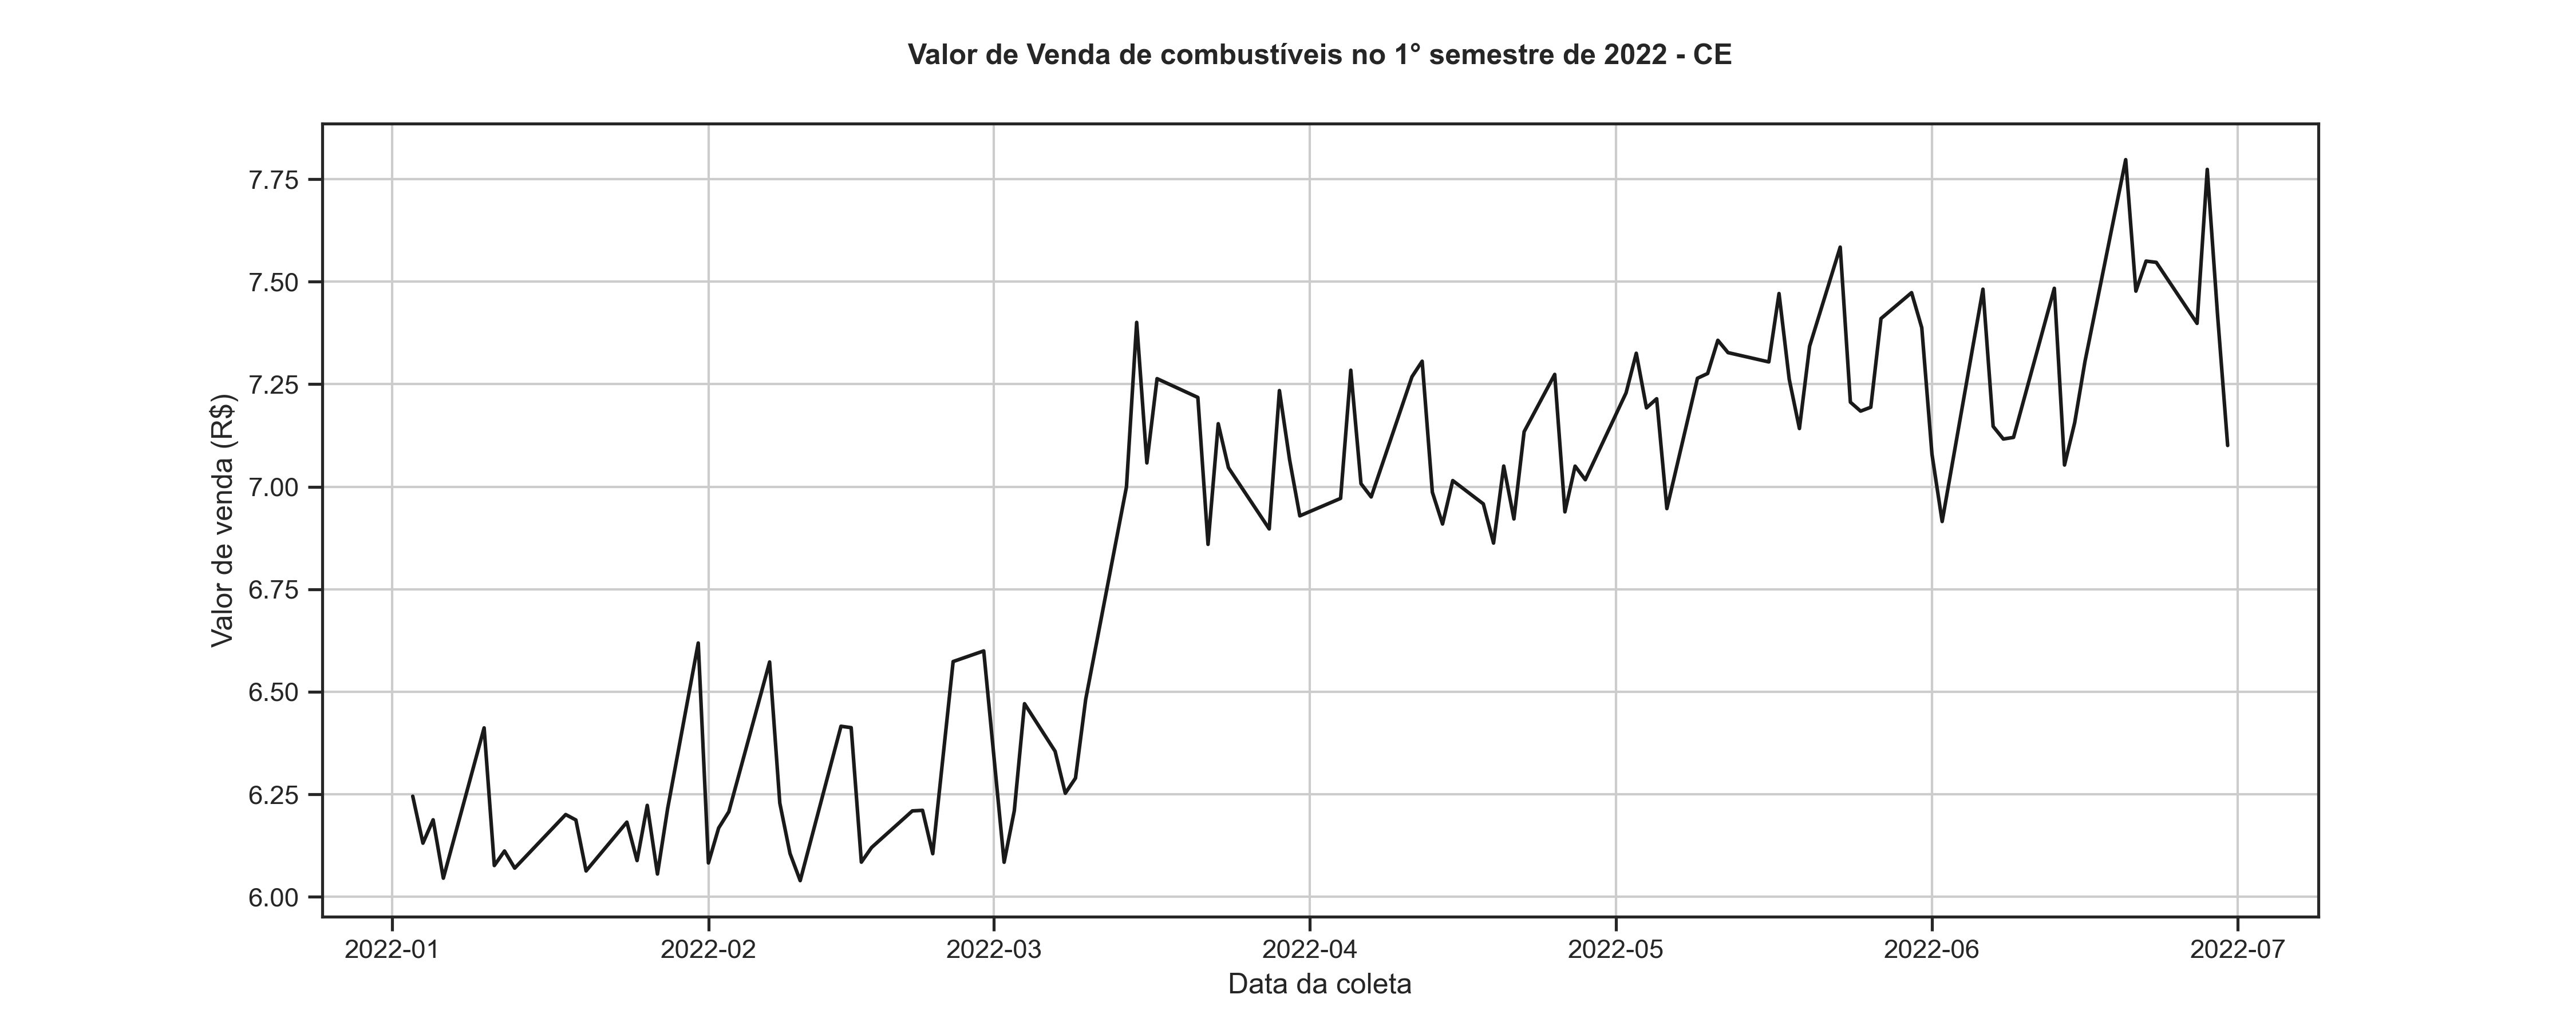 Valor de Venda de combustíveis no 1° semestre de 2022 - CE
7.75
7.50
7.25
7.00
6.75
6.50
6.25
6.00
Valor de venda (R$)
2022-01 2022-02 2022-03 2022-04 2022-05 2022-06 2022-07
Data da coleta